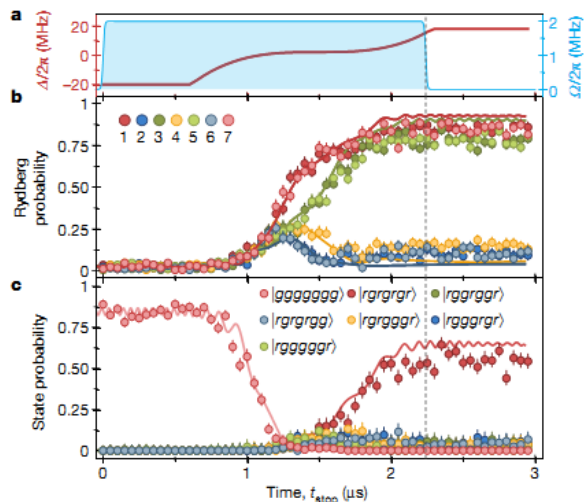 a
Δ/2π (MHz)
20
0
−20
2
1
0
Ω/2π (MHz)
b
Rydberg
probability
1
0.75
0.50
0.25
0
1 2 3 4 5 6 7
c
State probability
1
0.75
0.50
0.25
0
|ggggggg⟩ |rgrgrgr⟩ |rggrggr⟩
|rgrgrgg⟩ |rgrgggr⟩ |rgggrgr⟩
|rgggggr⟩
0 1 2 3
Time, tstop (μs)